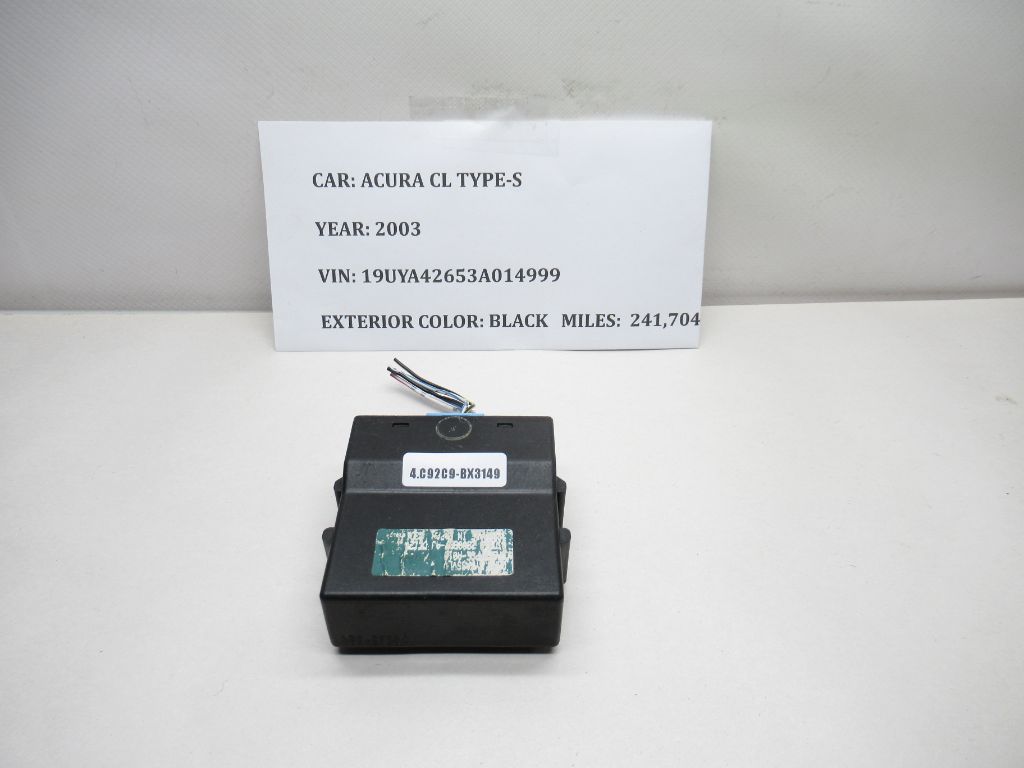 CAR: ACURA CL TYPE-S
YEAR: 2003
VIN: 19UYA42653A014999
EXTERIOR COLOR: BLACK MILES: 241,704
4.C92C9-BX3149